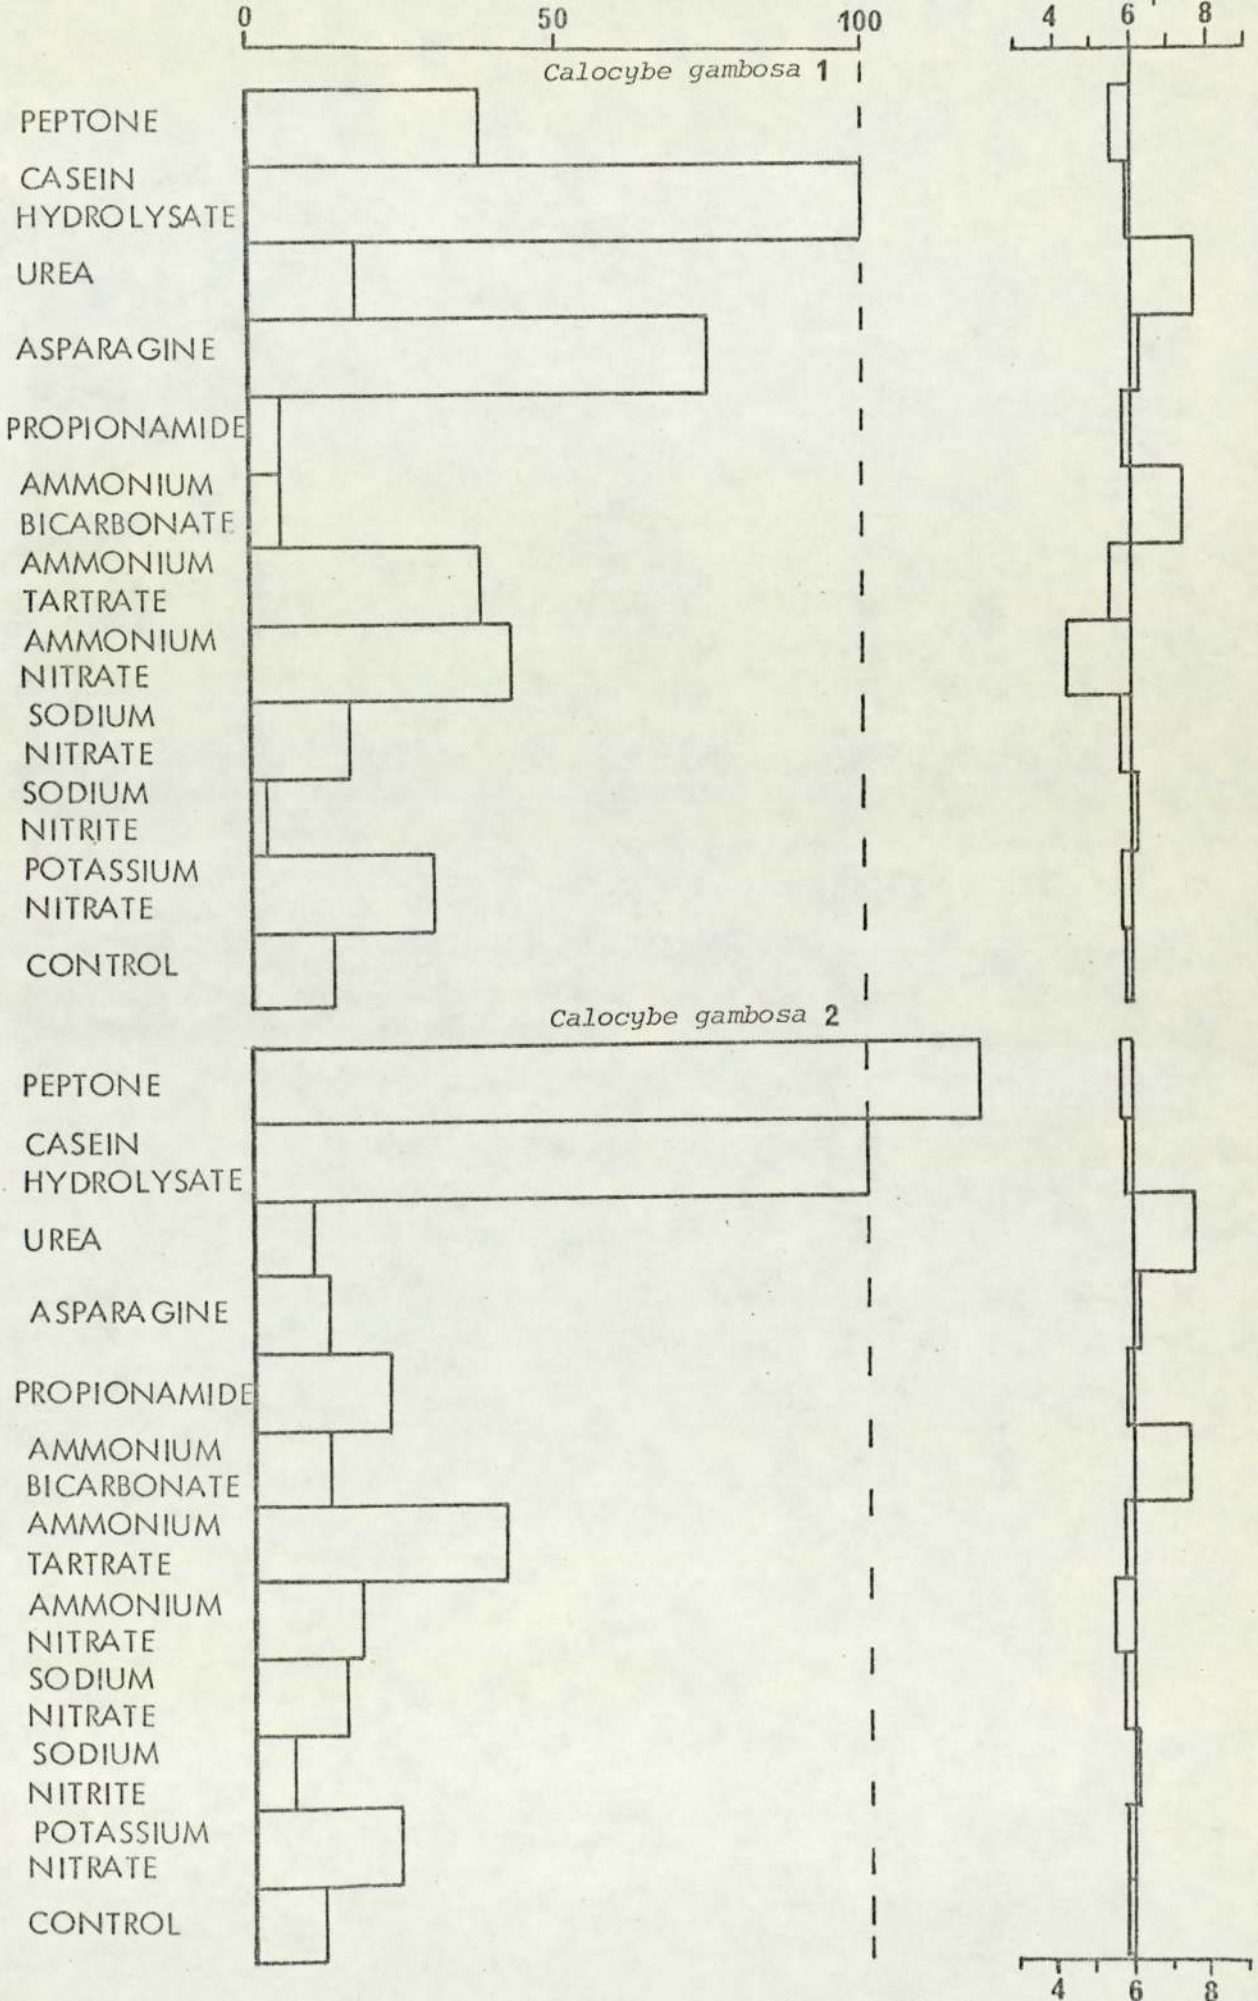 0 50 100 4 6 8
Calocybe gambosa 1
PEPTONE
CASEIN
HYDROLYSATE
UREA
ASPARAGINE
PROPIONAMIDE
AMMONIUM
BICARBONATE
AMMONIUM
TARTRATE
AMMONIUM
NITRATE
SODIUM
NITRATE
SODIUM
NITRITE
POTASSIUM
NITRATE
CONTROL
Calocybe gambosa 2
PEPTONE
CASEIN
HYDROLYSATE
UREA
ASPARAGINE
PROPIONAMIDE
AMMONIUM
BICARBONATE
AMMONIUM
TARTRATE
AMMONIUM
NITRATE
SODIUM
NITRATE
SODIUM
NITRITE
POTASSIUM
NITRATE
CONTROL
4 6 8